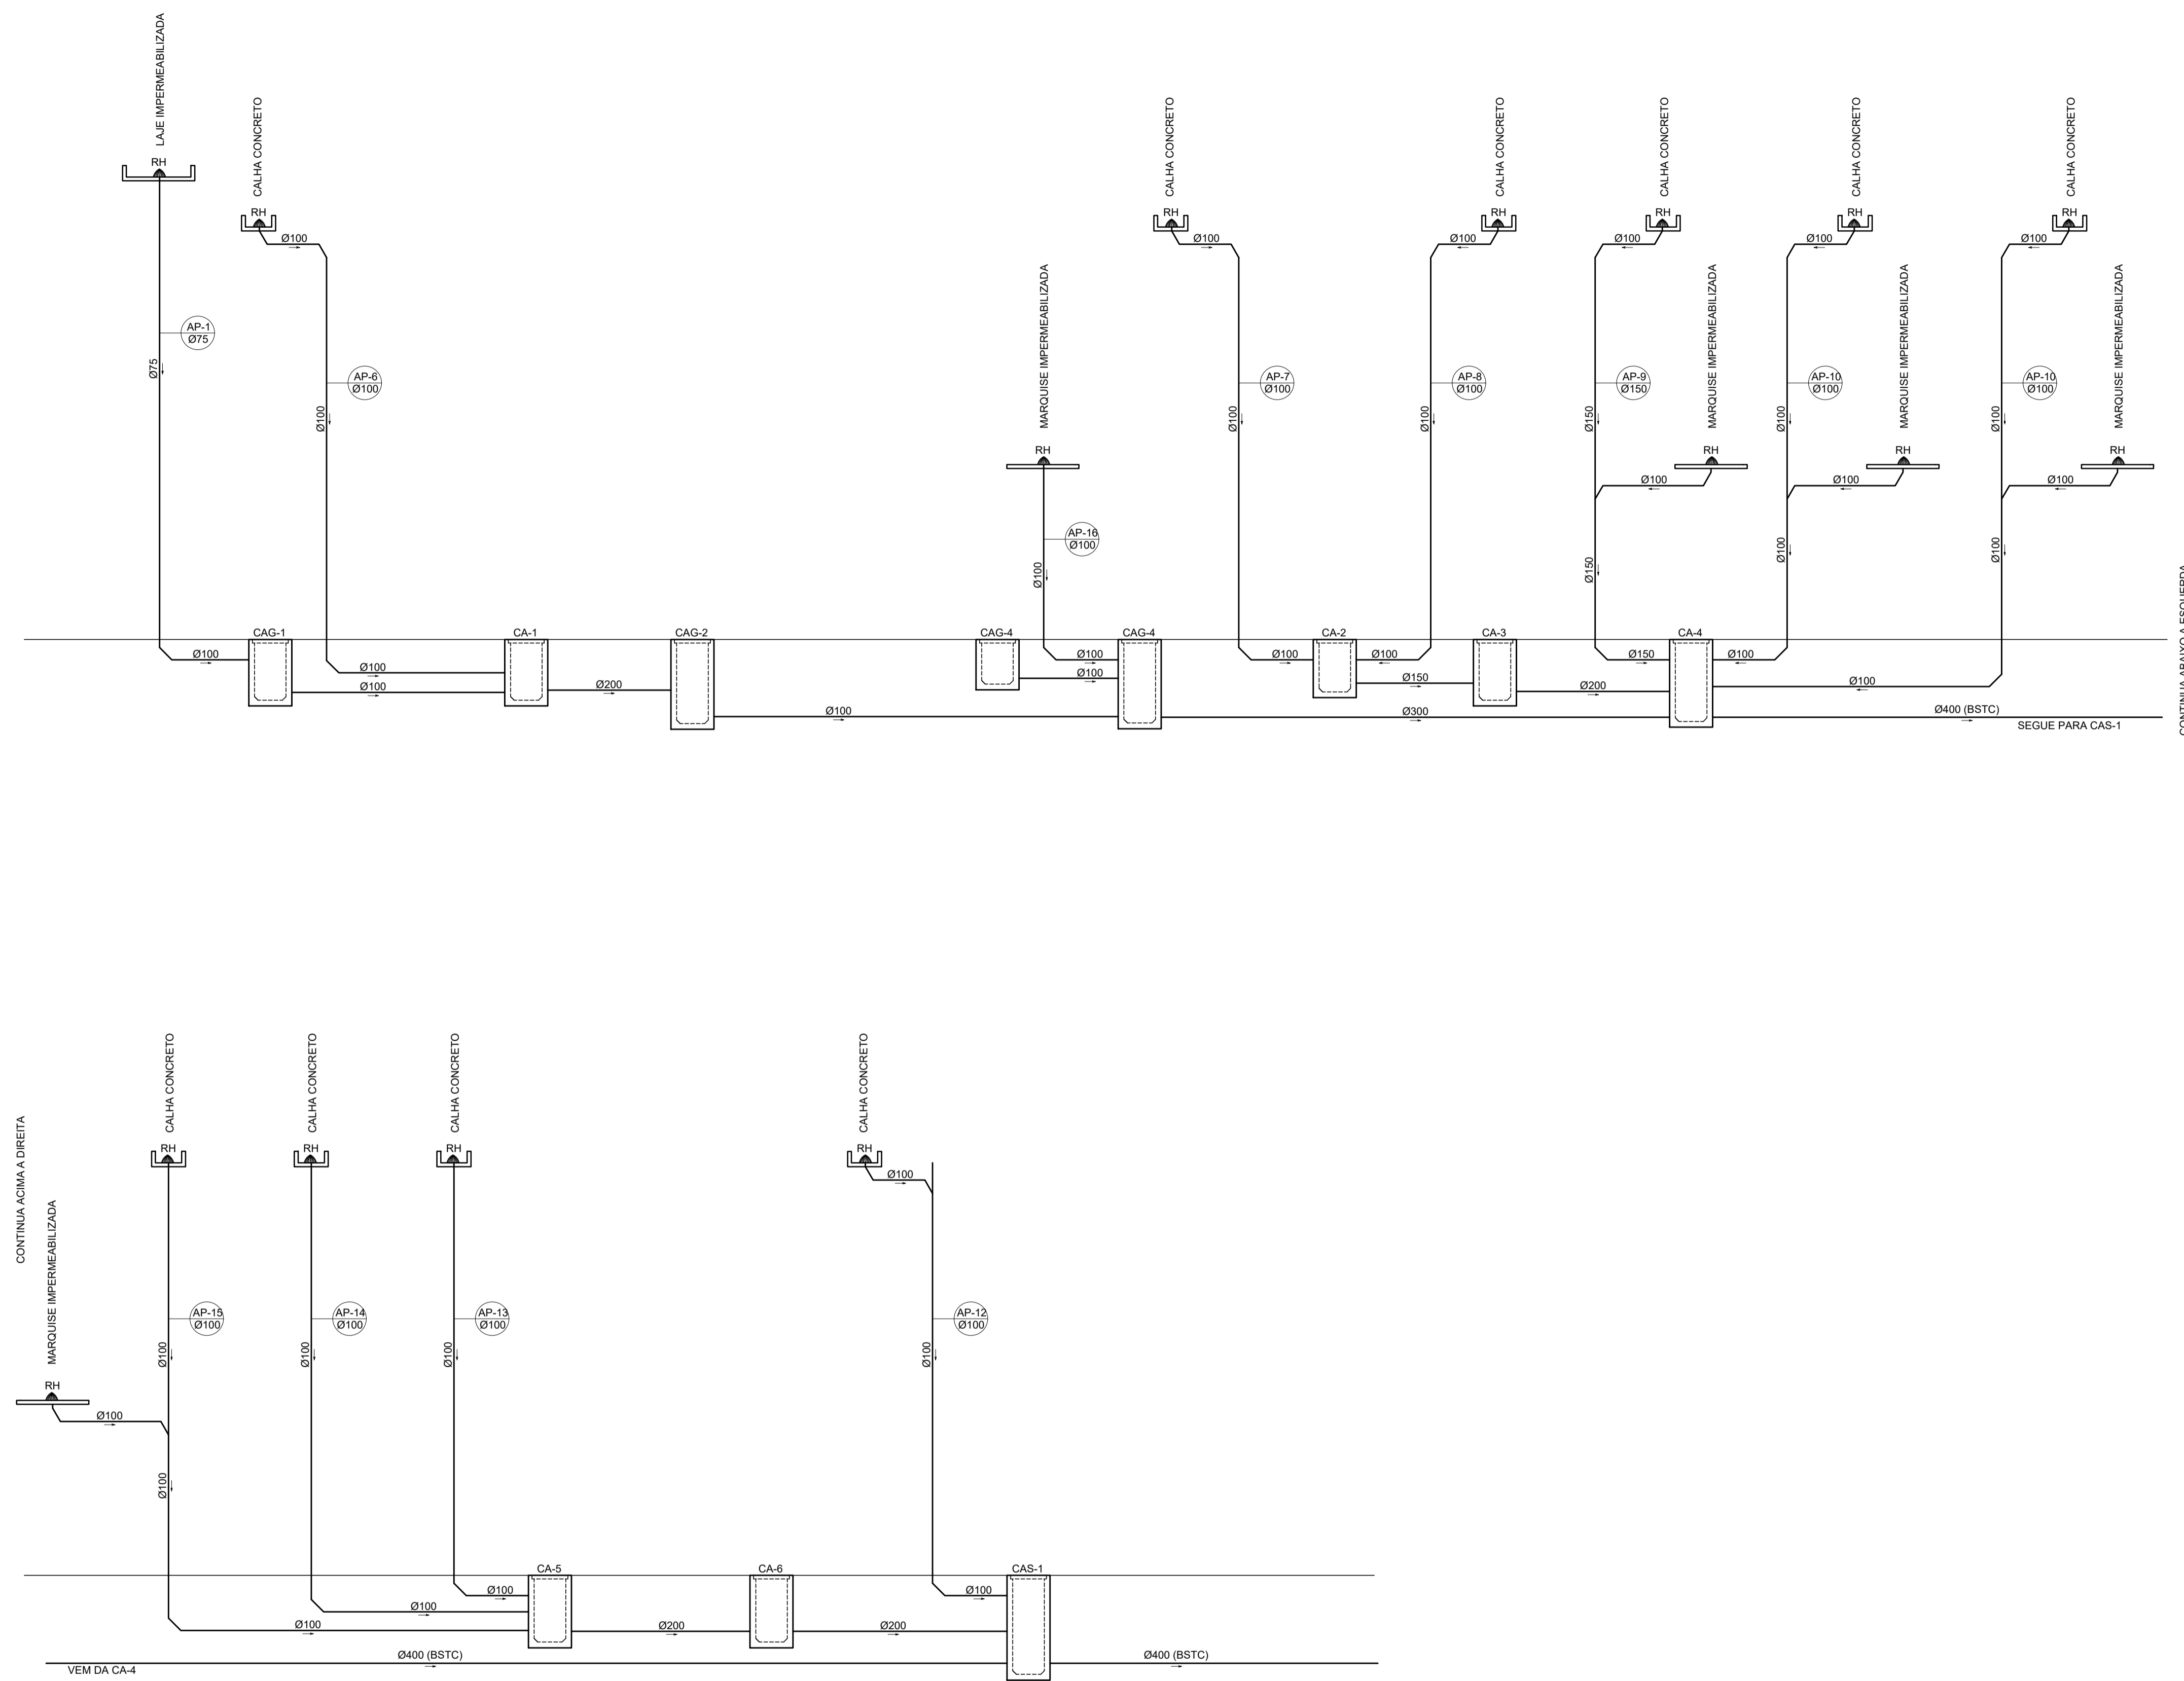 LAJE IMPERMEABILIZADA
CALHA CONCRETO
CALHA CONCRETO
CALHA CONCRETO
CALHA CONCRETO
CALHA CONCRETO
CALHA CONCRETO
RH
RH
RH
RH
RH
RH
RH
Ø100
Ø100
Ø100
Ø100
Ø100
Ø100
MARQUISE IMPERMEABILIZADA
MARQUISE IMPERMEABILIZADA
MARQUISE IMPERMEABILIZADA
MARQUISE IMPERMEABILIZADA
AP-1
Ø75
Ø75
AP-6
Ø100
Ø100
AP-7
Ø100
Ø100
AP-8
Ø100
Ø100
AP-9
Ø150
Ø150
AP-10
Ø100
Ø100
AP-10
Ø100
Ø100
RH
RH
RH
RH
Ø100
Ø100
Ø100
AP-16
Ø100
Ø100
Ø150
Ø100
Ø100
CONTINUA ABAIXO A ESQUERDA
CAG-1
CA-1
CAG-2
CAG-4
CAG-4
CA-2
CA-3
CA-4
Ø100
Ø100
Ø100
Ø100
Ø150
Ø100
Ø100
Ø100
Ø100
Ø200
Ø100
Ø150
Ø200
Ø100
Ø100
Ø300
Ø400 (BSTC)
SEGUE PARA CAS-1
CALHA CONCRETO
CALHA CONCRETO
CALHA CONCRETO
CALHA CONCRETO
CONTINUA ACIMA A DIREITA
MARQUISE IMPERMEABILIZADA
RH
RH
RH
RH
Ø100
AP-15
Ø100
Ø100
AP-14
Ø100
Ø100
AP-13
Ø100
Ø100
AP-12
Ø100
Ø100
RH
Ø100
Ø100
CA-5
CA-6
CAS-1
Ø100
Ø100
Ø100
Ø100
Ø200
Ø200
Ø400 (BSTC)
Ø400 (BSTC)
VEM DA CA-4